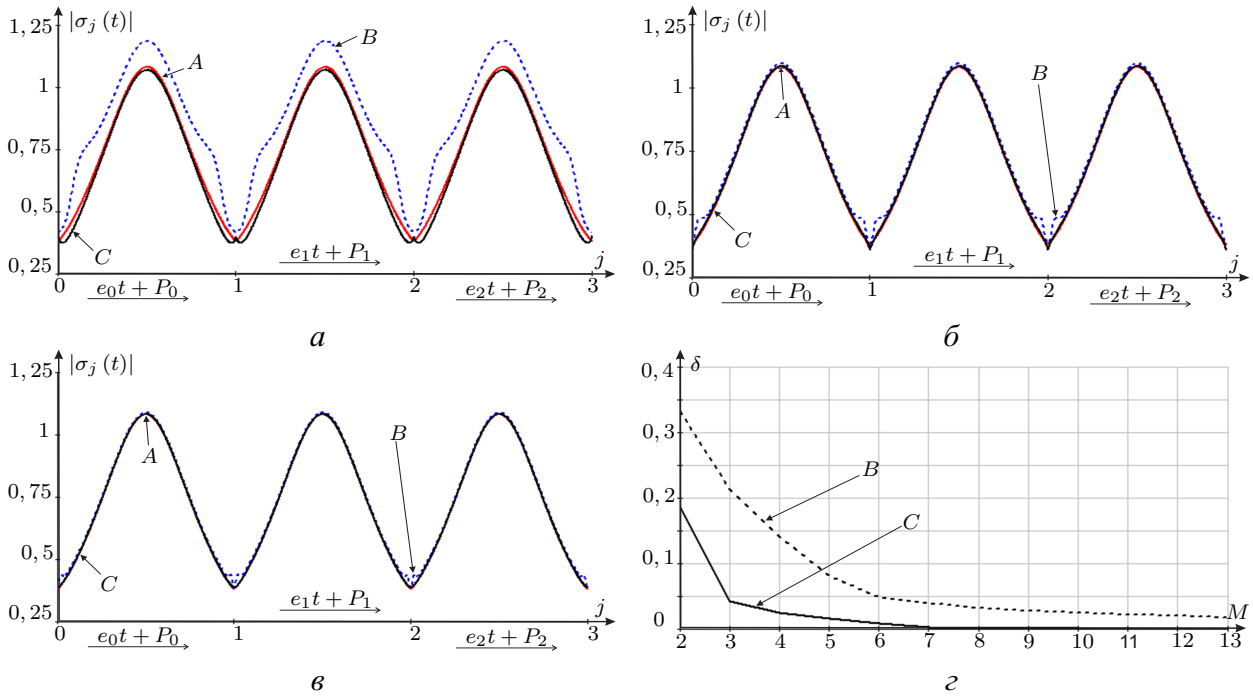 1,25
|σ_j (t)|
B
A
1
0,75
0,5
C
0,25
e₁t + P₁
j
0 1 2 3
e₀t + P₀
e₂t + P₂
а
1,25
|σ_j (t)|
1
B
A
0,75
0,5
C
0,25
e₁t + P₁
j
0 1 2 3
e₀t + P₀
e₂t + P₂
б
1,25
|σ_j (t)|
1
B
A
0,75
0,5
C
0,25
e₁t + P₁
j
0 1 2 3
e₀t + P₀
e₂t + P₂
в
0,4
δ
0,3
B
0,2
C
0,1
0
M
2 3 4 5 6 7 8 9 10 11 12 13
г